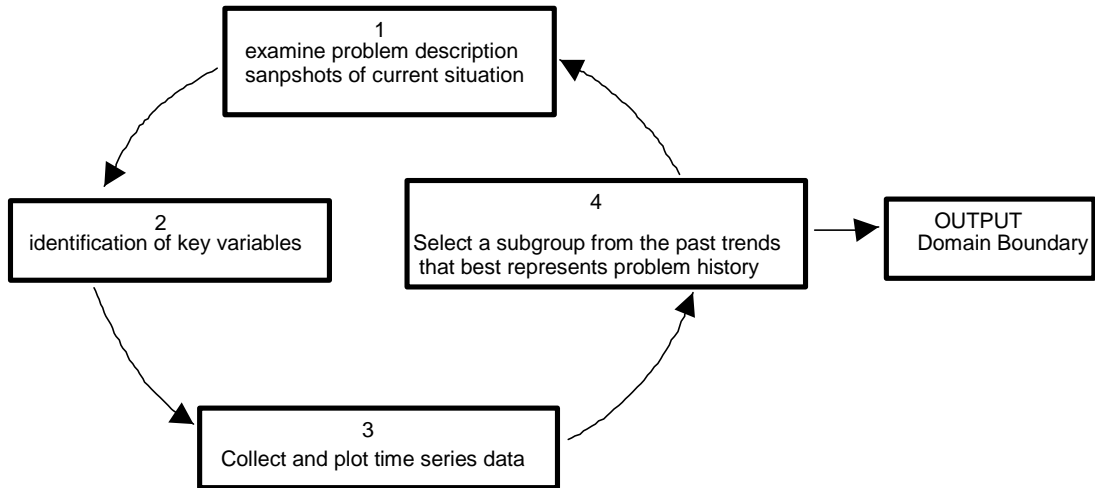 1
examine problem description
sanpshots of current situation
2
identification of key variables
3
Collect and plot time series data
4
Select a subgroup from the past trends
that best represents problem history
OUTPUT
Domain Boundary